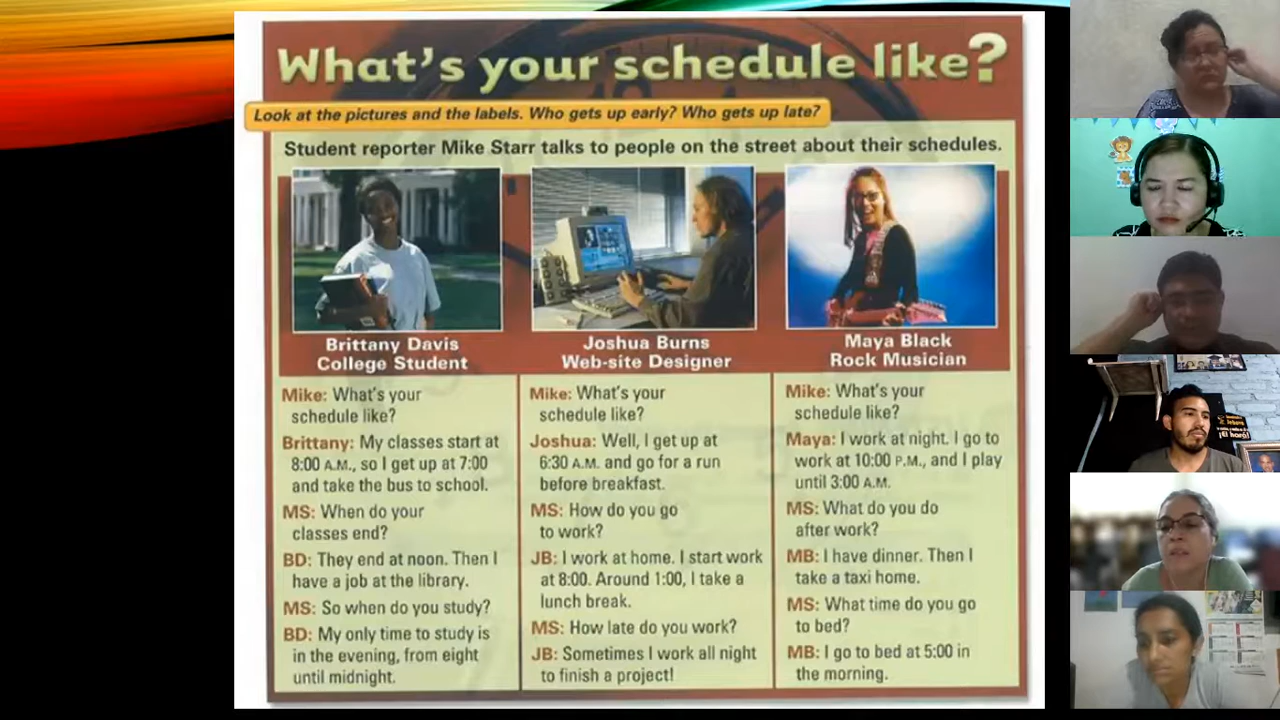 What's your schedule like?
Look at the pictures and the labels. Who gets up early? Who gets up late?
Student reporter Mike Starr talks to people on the street about their schedules.
Brittany Davis
College Student
Mike: What's your
schedule like?
Brittany: My classes start at
8:00 A.M., so I get up at 7:00
and take the bus to school.
MS: When do your
classes end?
BD: They end at noon. Then I
have a job at the library.
MS: So when do you study?
BD: My only time to study is
in the evening, from eight
until midnight.
Joshua Burns
Web-site Designer
Mike: What's your
schedule like?
Joshua: Well, I get up at
6:30 A.M. and go for a run
before breakfast.
MS: How do you go
to work?
JB: I work at home. I start work
at 8:00. Around 1:00, I take a
lunch break.
MS: How late do you work?
JB: Sometimes I work all night
to finish a project!
Maya Black
Rock Musician
Mike: What's your
schedule like?
Maya: I work at night. I go to
work at 10:00 P.M., and I play
until 3:00 A.M.
MS: What do you do
after work?
MB: I have dinner. Then I
take a taxi home.
MS: What time do you go
to bed?
MB: I go to bed at 5:00 in
the morning.